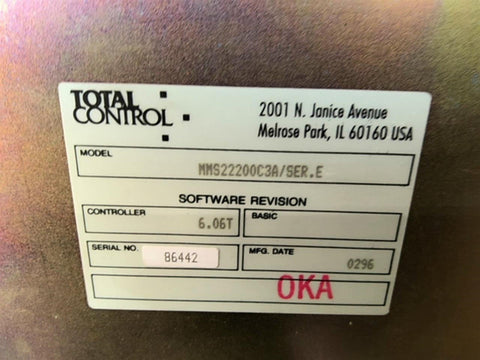 TOTAL
CONTROL
2001 N. Janice Avenue
Melrose Park, IL 60160 USA
MODEL
MMS22200C3A/SER.E
SOFTWARE REVISION
CONTROLLER
6.06T
BASIC
SERIAL NO.
86442
MFG. DATE
0296
OKA